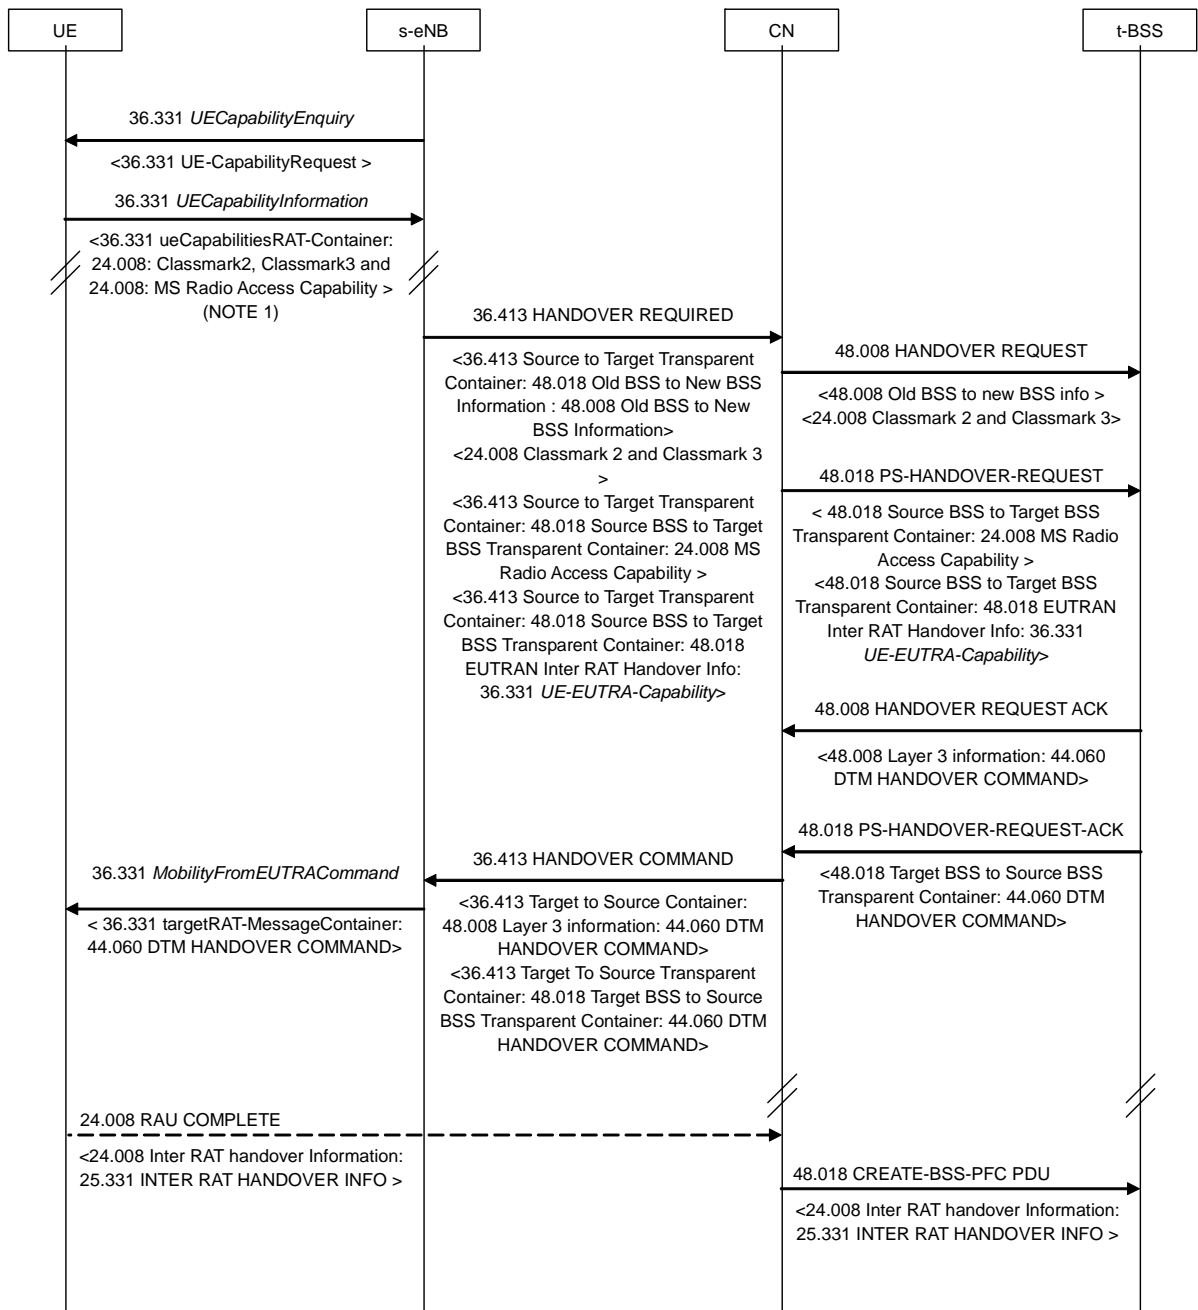 UE
s-eNB
CN
t-BSS
36.331 UECapabilityEnquiry
<36.331 UE-CapabilityRequest >
36.331 UECapabilityInformation
<36.331 ueCapabilitiesRAT-Container:
24.008: Classmark2, Classmark3 and
24.008: MS Radio Access Capability >
(NOTE 1)
36.413 HANDOVER REQUIRED
<36.413 Source to Target Transparent
Container: 48.018 Old BSS to New BSS
Information : 48.008 Old BSS to New
BSS Information>
<24.008 Classmark 2 and Classmark 3
>
<36.413 Source to Target Transparent
Container: 48.018 Source BSS to Target
BSS Transparent Container: 24.008 MS
Radio Access Capability >
<36.413 Source to Target Transparent
Container: 48.018 Source BSS to Target
BSS Transparent Container: 48.018
EUTRAN Inter RAT Handover Info:
36.331 UE-EUTRA-Capability>
48.008 HANDOVER REQUEST
<48.008 Old BSS to new BSS info >
<24.008 Classmark 2 and Classmark 3>
48.018 PS-HANDOVER-REQUEST
< 48.018 Source BSS to Target BSS
Transparent Container: 24.008 MS Radio
Access Capability >
<48.018 Source BSS to Target BSS
Transparent Container: 48.018 EUTRAN
Inter RAT Handover Info: 36.331
UE-EUTRA-Capability>
48.008 HANDOVER REQUEST ACK
<48.008 Layer 3 information: 44.060
DTM HANDOVER COMMAND>
48.018 PS-HANDOVER-REQUEST-ACK
<48.018 Target BSS to Source BSS
Transparent Container: 44.060 DTM
HANDOVER COMMAND>
36.413 HANDOVER COMMAND
<36.413 Target to Source Container:
48.008 Layer 3 information: 44.060 DTM
HANDOVER COMMAND>
<36.413 Target To Source Transparent
Container: 48.018 Target BSS to Source
BSS Transparent Container: 44.060 DTM
HANDOVER COMMAND>
36.331 MobilityFromEUTRACommand
< 36.331 targetRAT-MessageContainer:
44.060 DTM HANDOVER COMMAND>
24.008 RAU COMPLETE
<24.008 Inter RAT handover Information:
25.331 INTER RAT HANDOVER INFO >
48.018 CREATE-BSS-PFC PDU
<24.008 Inter RAT handover Information:
25.331 INTER RAT HANDOVER INFO >